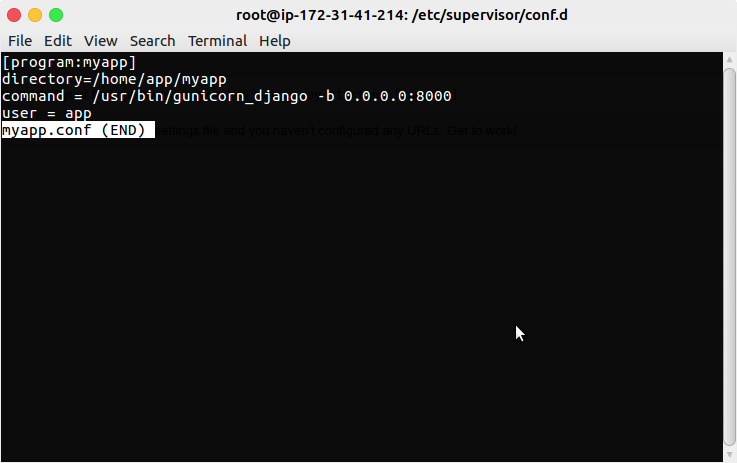 root@ip-172-31-41-214: /etc/supervisor/conf.d
File Edit View Search Terminal Help
[program:myapp]
directory=/home/app/myapp
command = /usr/bin/gunicorn_django -b 0.0.0.0:8000
user = app
myapp.conf (END) settings file and you haven't configured any URLs. Get to work!